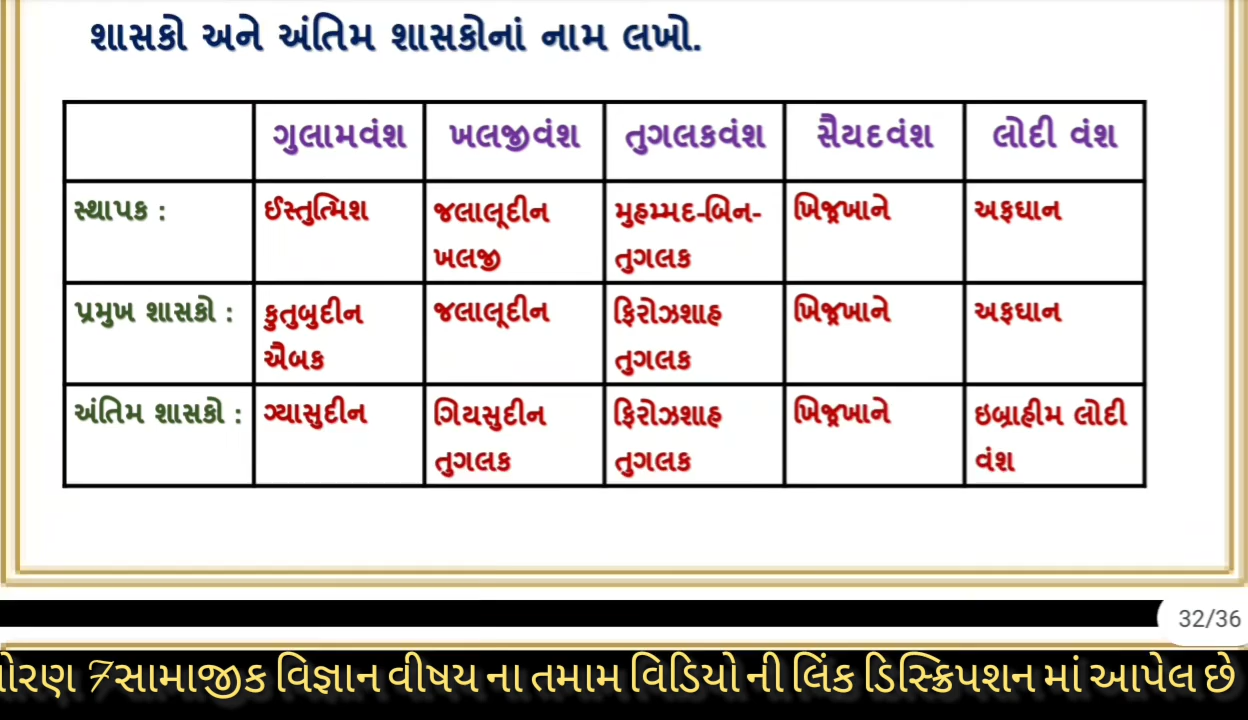 શાસકો અને અંતિમ શાસકોનાં નામ લખો.
ગુલામવંશ ખલજીવંશ તુગલકવંશ સૈયદવંશ લોદી વંશ
સ્થાપક : ઈસ્તુત્મિશ જલાલૂદીન ખલજી મુહમ્મદ-બિન-તુગલક ખિજ્રખાને અફઘાન
પ્રમુખ શાસકો : કુતુબુદીન ઐબક જલાલૂદીન ફિરોઝશાહ તુગલક ખિજ્રખાને અફઘાન
અંતિમ શાસકો : ગ્યાસુદીન ગિયસુદીન તુગલક ફિરોઝશાહ તુગલક ખિજ્રખાને ઇબ્રાહીમ લોદી વંશ
32/36
7સામાજીક વિજ્ઞાન વીષય ના તમામ વિડિયો ની લિંક ડિસ્ક્રિપશન માં આપેલ છે